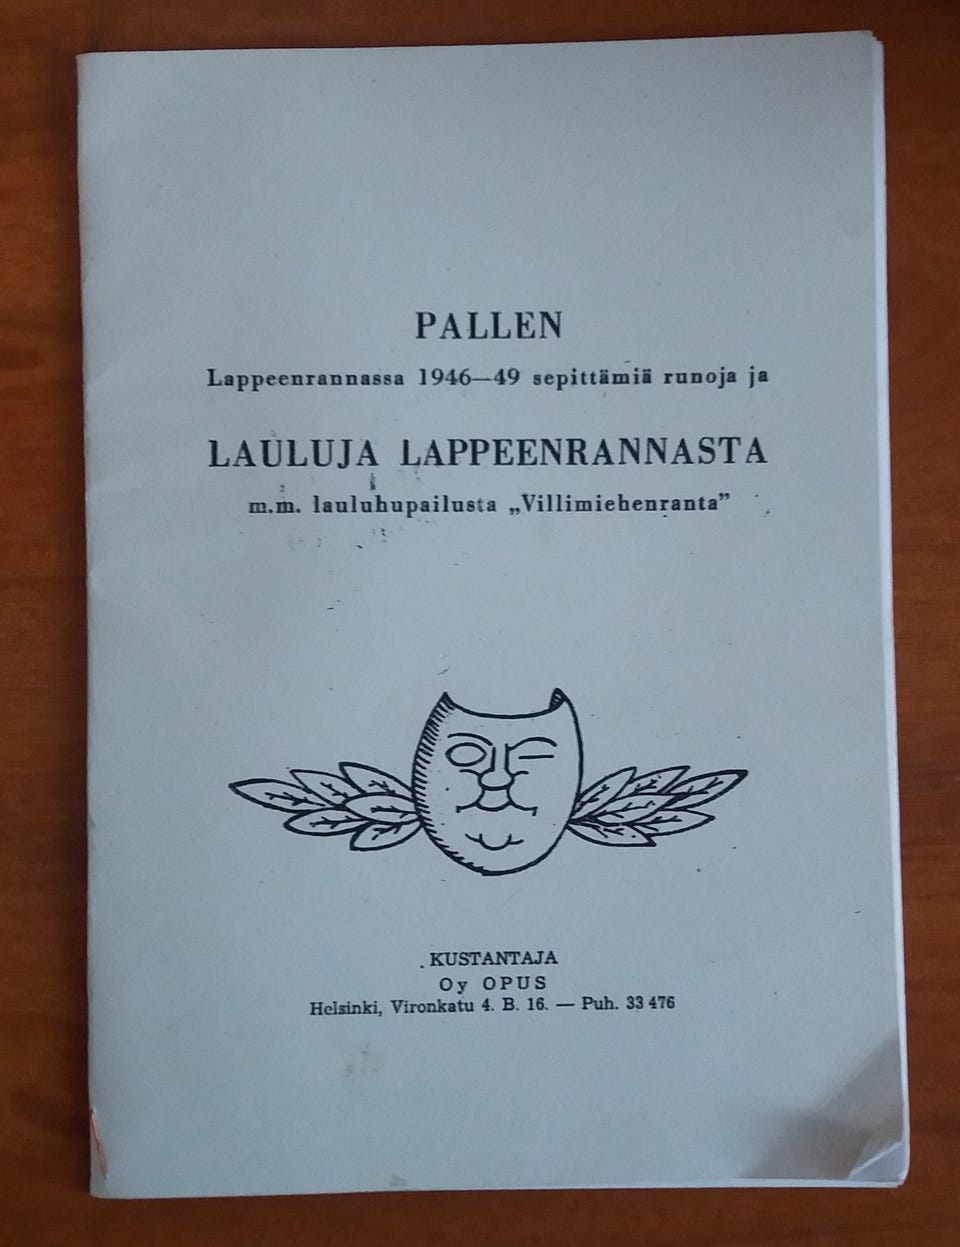 PALLEN
Lappeenrannassa 1946—49 sepittämiä runoja ja
LAULUJA LAPPEENRANNASTA
m.m. lauluhupailusta „Villimiehenranta”
KUSTANTAJA
Oy OPUS
Helsinki, Vironkatu 4. B. 16. — Puh. 33 476